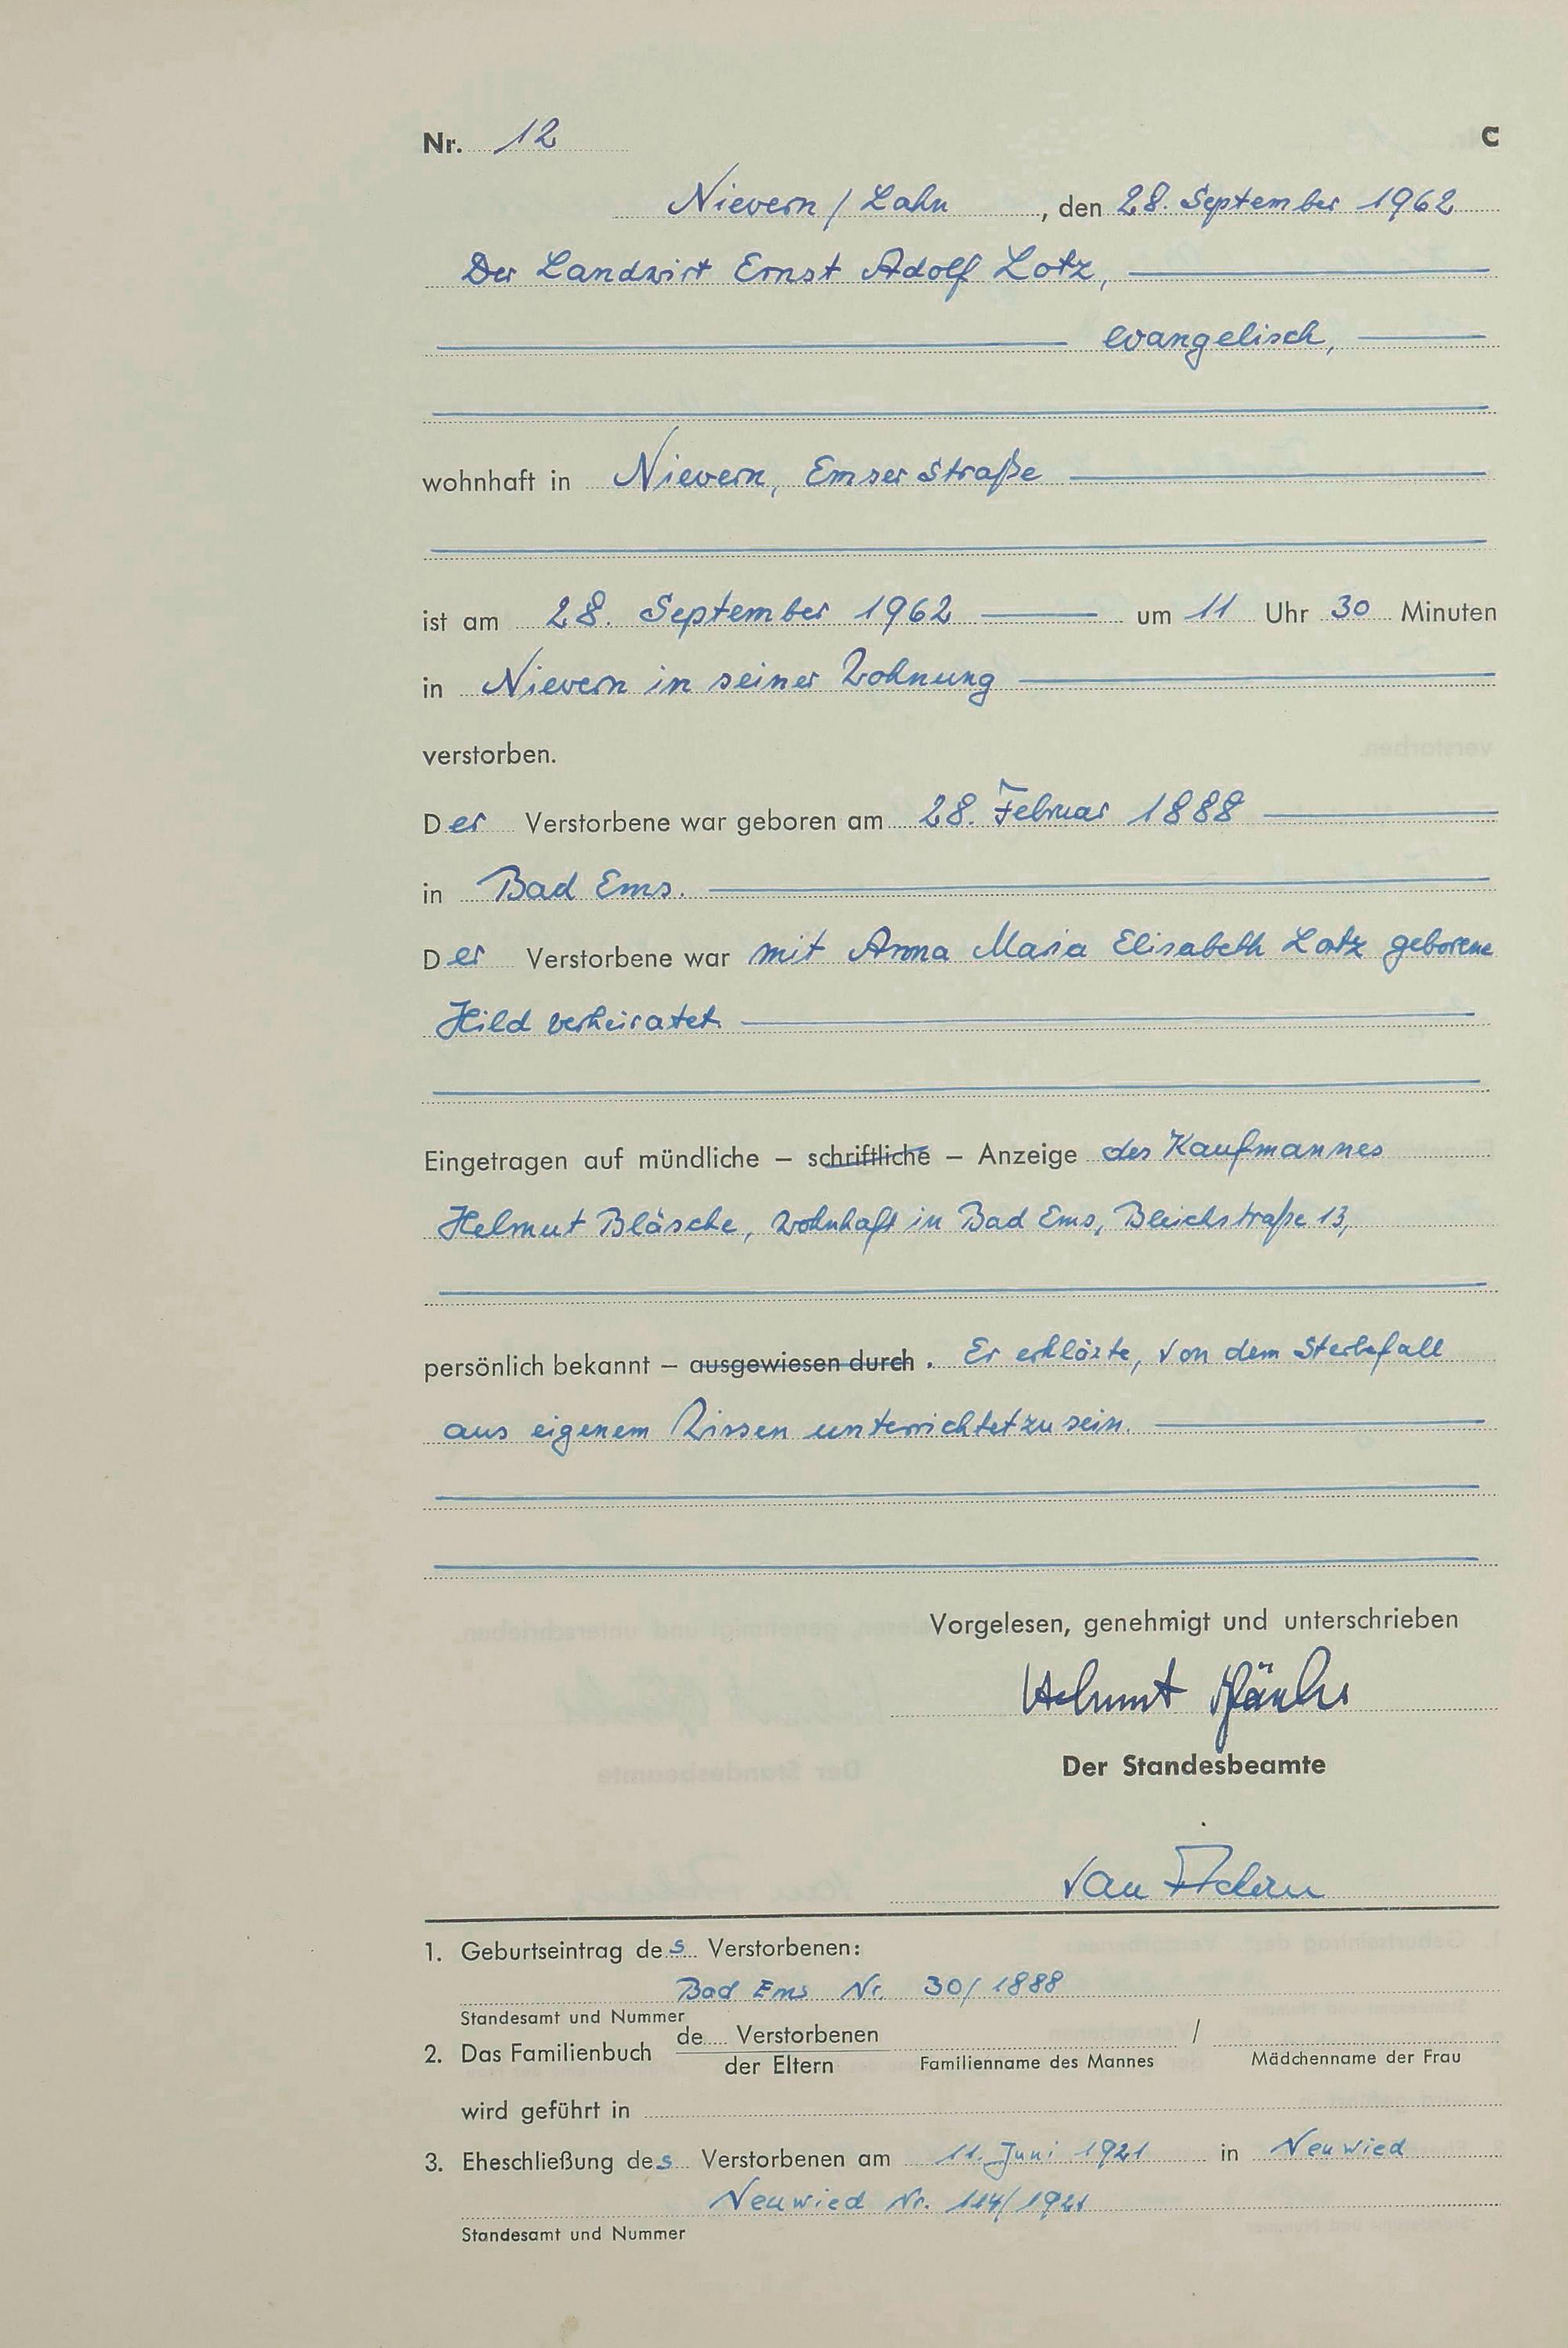 Nr. 12
C
Nievern / Lahn, den 28. September 1962
Der Landwirt Ernst Adolf Lotz,
evangelisch,
wohnhaft in Nievern, Emser Straße
ist am 28. September 1962 um 11 Uhr 30 Minuten
in Nievern in seiner Wohnung
verstorben.
Der Verstorbene war geboren am 28. Februar 1888
in Bad Ems.
Der Verstorbene war mit Anna Maria Elisabeth Lotz geborene
Hild verheiratet.
Eingetragen auf mündliche – schriftliche – Anzeige des Kaufmannes
Helmut Bläsche, wohnhaft in Bad Ems, Bleichstraße 13,
persönlich bekannt – ausgewiesen durch. Er erklärte, von dem Sterbefall
aus eigenem Wissen unterrichtet zu sein.
Vorgelesen, genehmigt und unterschrieben
Helmut Bläsche
Der Standesbeamte
van
1. Geburtseintrag des Verstorbenen:
Bad Ems Nr. 30/1888
Standesamt und Nummer
de Verstorbenen /
2. Das Familienbuch
der Eltern Familienname des Mannes Mädchenname der Frau
wird geführt in
3. Eheschließung des Verstorbenen am 11. Juni 1921 in Neuwied
Neuwied Nr. 114/1921
Standesamt und Nummer